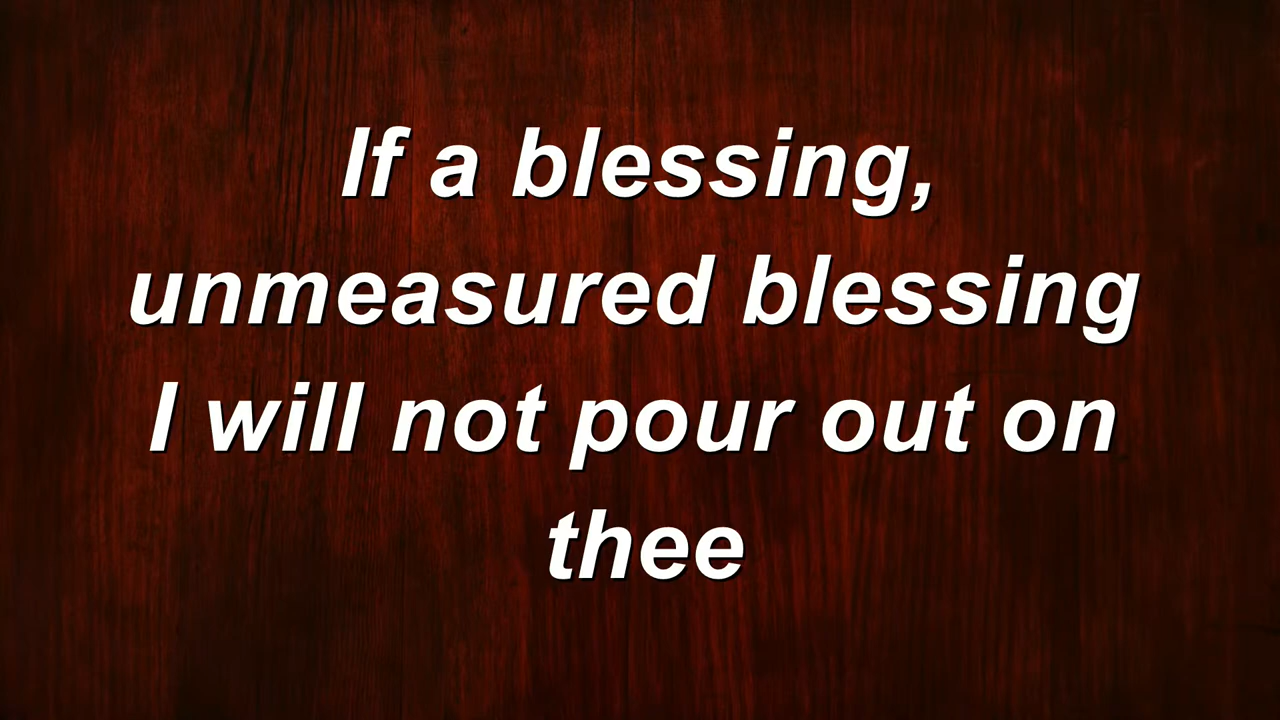 If a blessing,
unmeasured blessing
I will not pour out on
thee